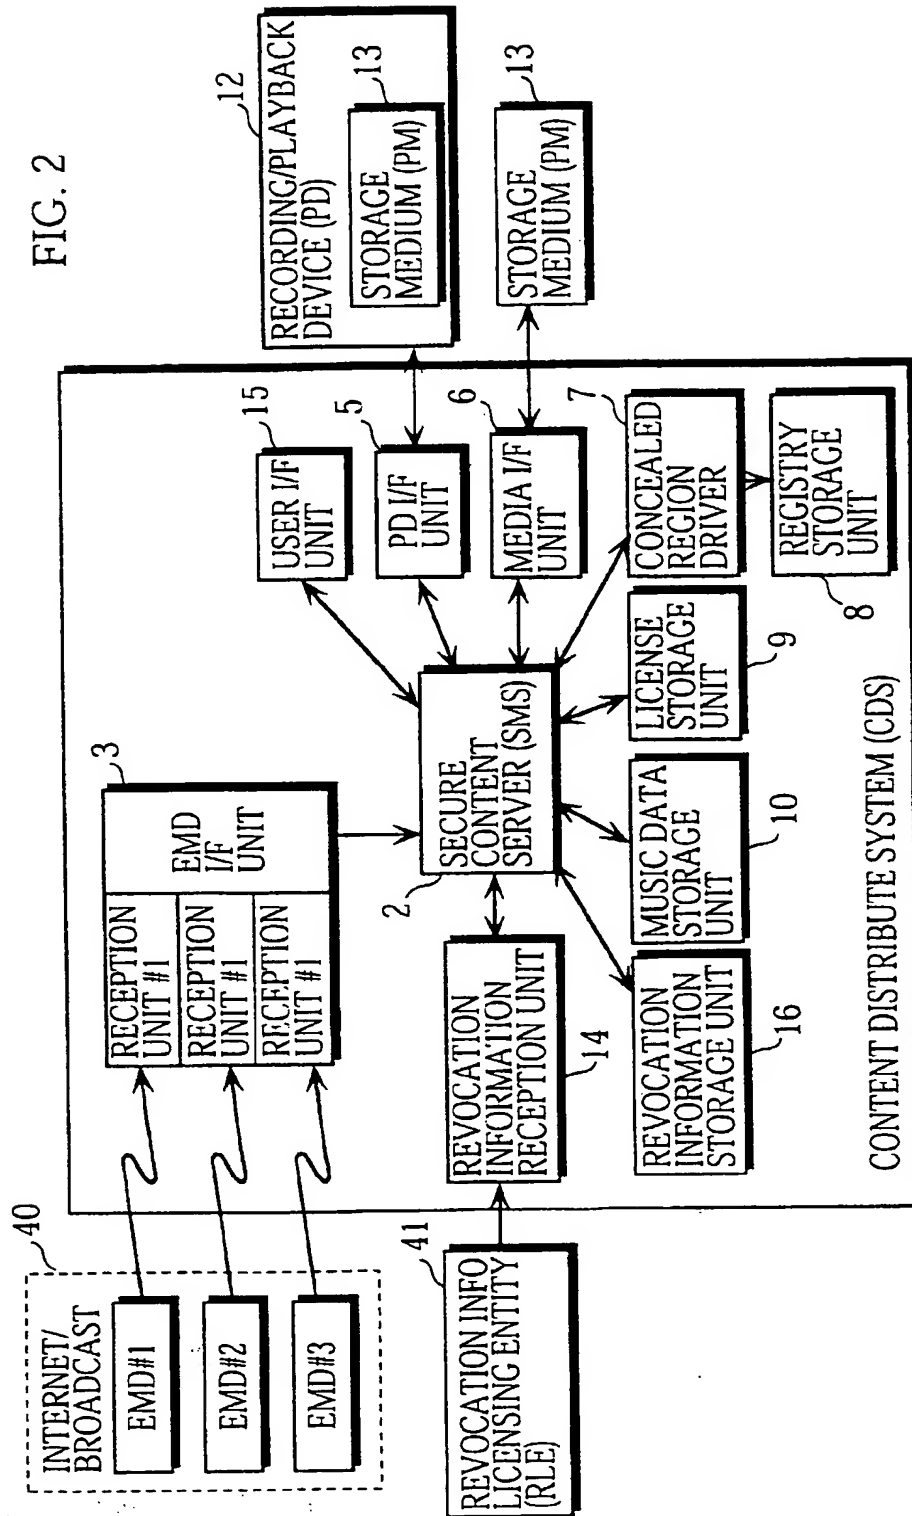 FIG. 2
40
INTERNET/
BROADCAST
EMD#1
EMD#2
EMD#3
41
REVOCATION INFO
LICENSING ENTITY
(RLE)
3
RECEPTION
UNIT #1
RECEPTION
UNIT #1
RECEPTION
UNIT #1
EMD
I/F
UNIT
14
REVOCATION
INFORMATION
RECEPTION UNIT
2
SECURE
CONTENT
SERVER (SMS)
15
USER I/F
UNIT
5
PD I/F
UNIT
6
MEDIA I/F
UNIT
7
CONCEALED
REGION
DRIVER
8
REGISTRY
STORAGE
UNIT
9
LICENSE
STORAGE
UNIT
10
MUSIC DATA
STORAGE
UNIT
16
REVOCATION
INFORMATION
STORAGE UNIT
CONTENT DISTRIBUTE SYSTEM (CDS)
12
RECORDING/PLAYBACK
DEVICE (PD)
13
STORAGE
MEDIUM (PM)
13
STORAGE
MEDIUM (PM)